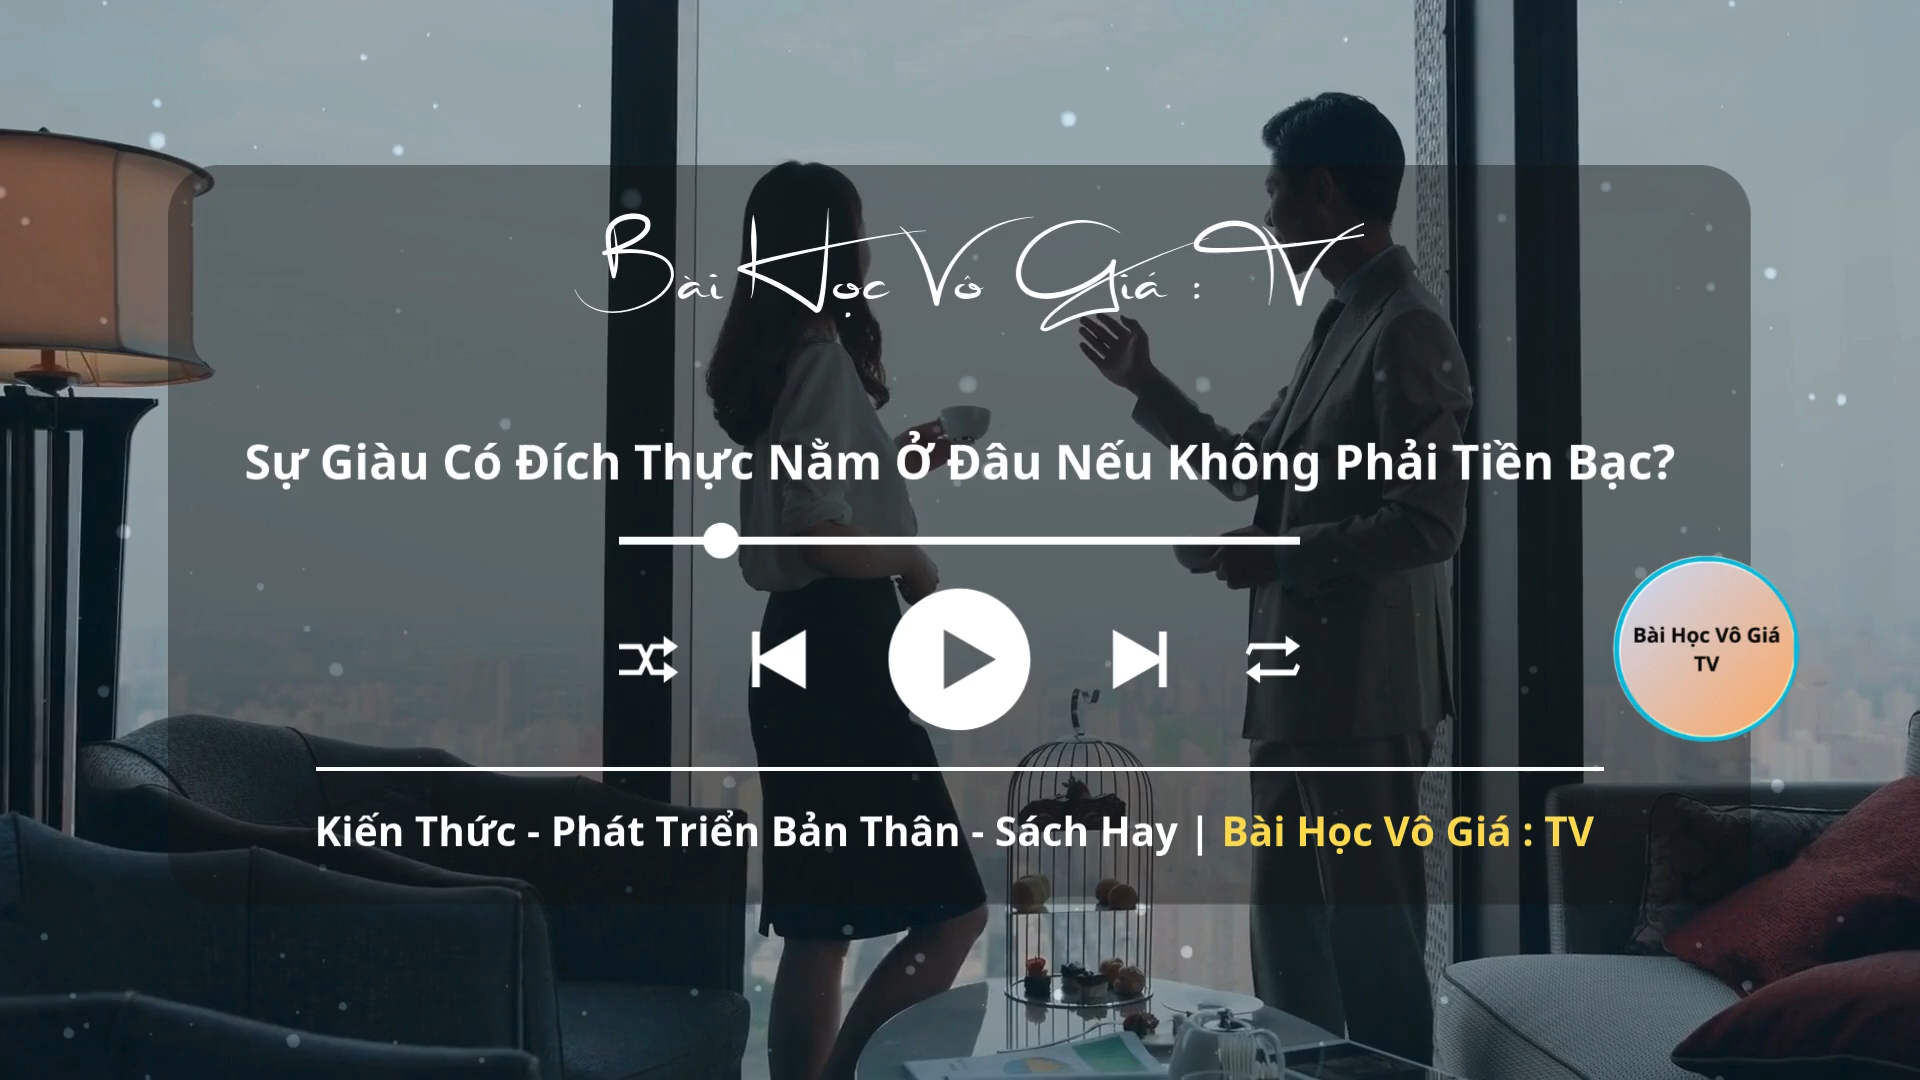 Bài Học Vô Giá : TV
Sự Giàu Có Đích Thực Nằm Ở Đâu Nếu Không Phải Tiền Bạc?
Bài Học Vô Giá
TV
Kiến Thức - Phát Triển Bản Thân - Sách Hay | Bài Học Vô Giá : TV